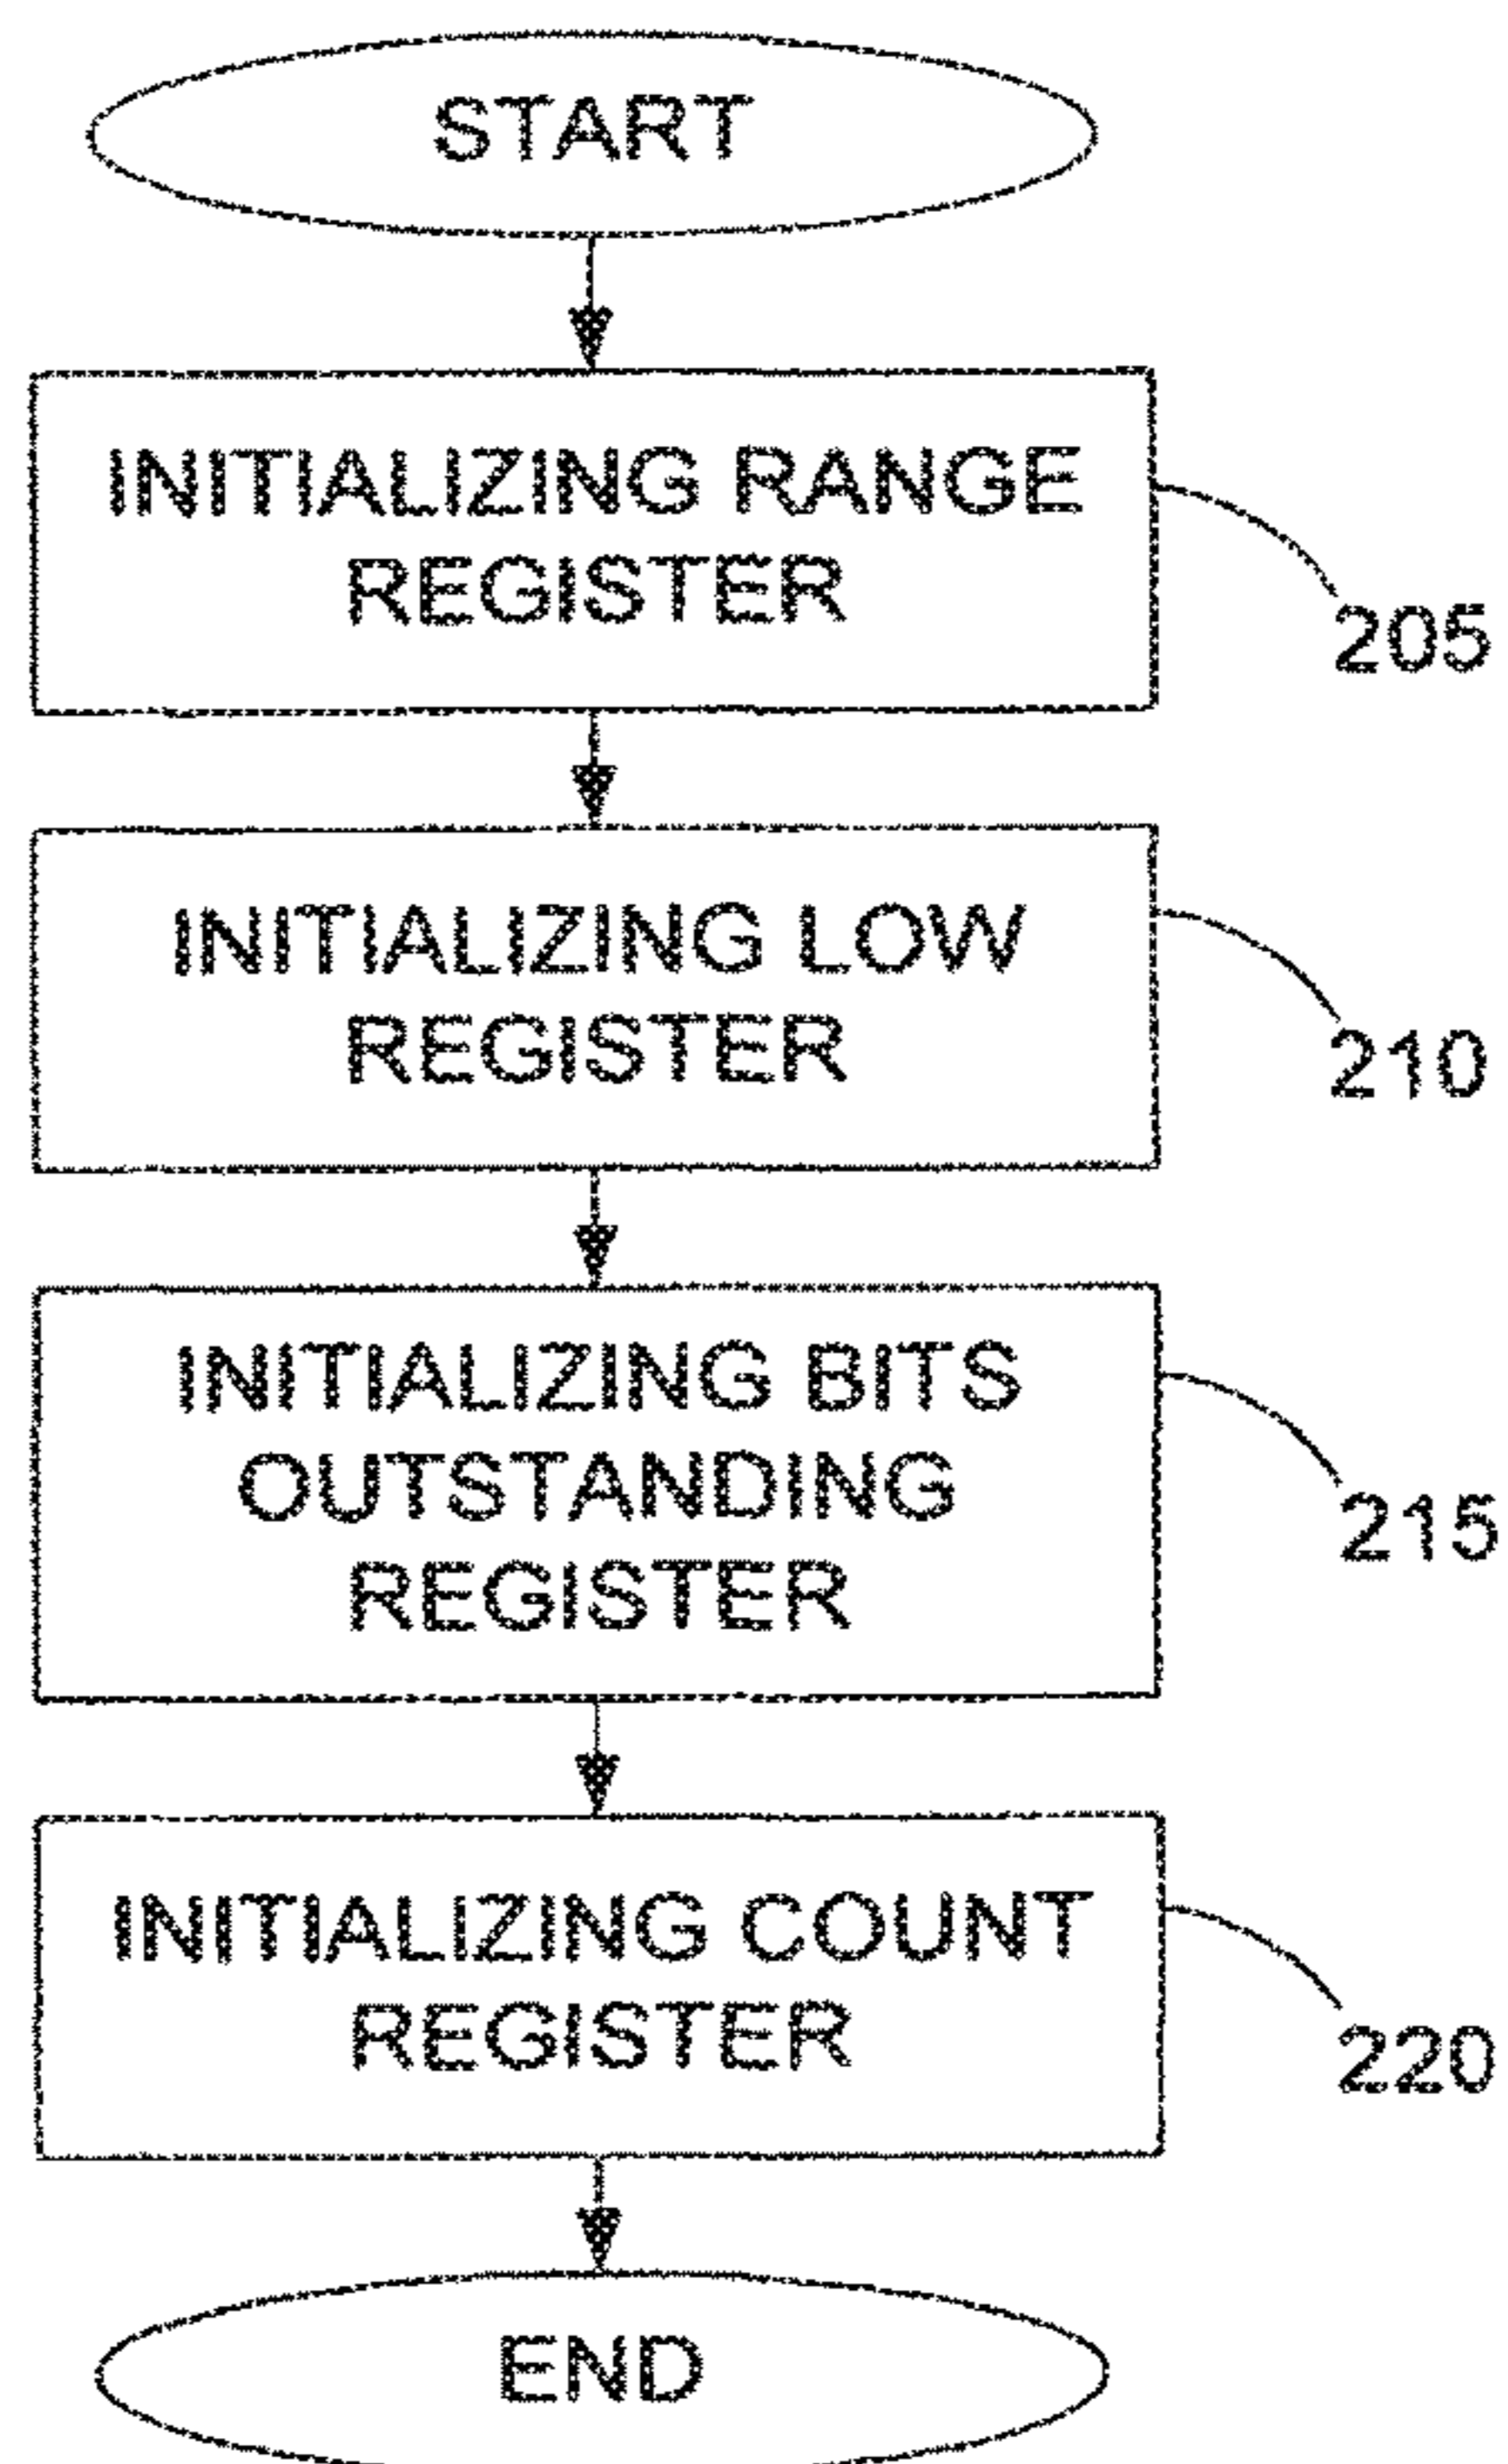 START
INITIALIZING RANGE
REGISTER
205
INITIALIZING LOW
REGISTER
210
INITIALIZING BITS
OUTSTANDING
REGISTER
215
INITIALIZING COUNT
REGISTER
220
END